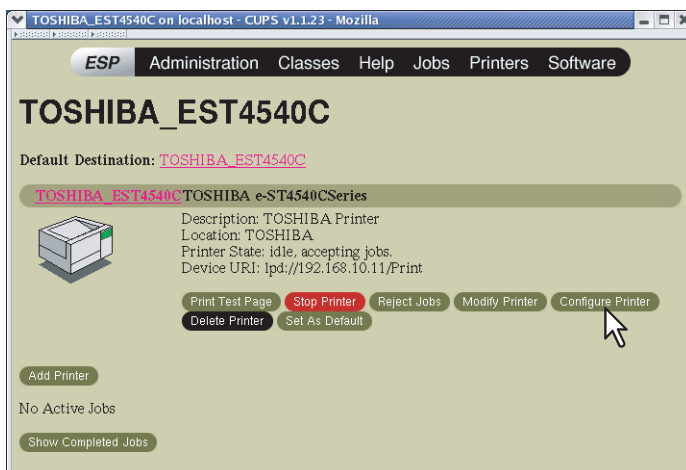 TOSHIBA_EST4540C on localhost - CUPS v1.1.23 - Mozilla
ESP Administration Classes Help Jobs Printers Software
TOSHIBA_EST4540C
Default Destination: TOSHIBA_EST4540C
TOSHIBA_EST4540C TOSHIBA e-ST4540CSeries
Description: TOSHIBA Printer
Location: TOSHIBA
Printer State: idle, accepting jobs.
Device URI: lpd://192.168.10.11/Print
Print Test Page Stop Printer Reject Jobs Modify Printer Configure Printer
Delete Printer Set As Default
Add Printer
No Active Jobs
Show Completed Jobs